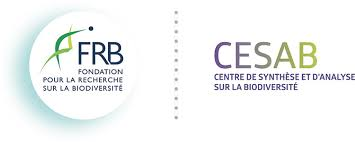 FRB
FONDATION
POUR LA RECHERCHE
SUR LA BIODIVERSITÉ
CESAB
CENTRE DE SYNTHÈSE ET D'ANALYSE
SUR LA BIODIVERSITÉ